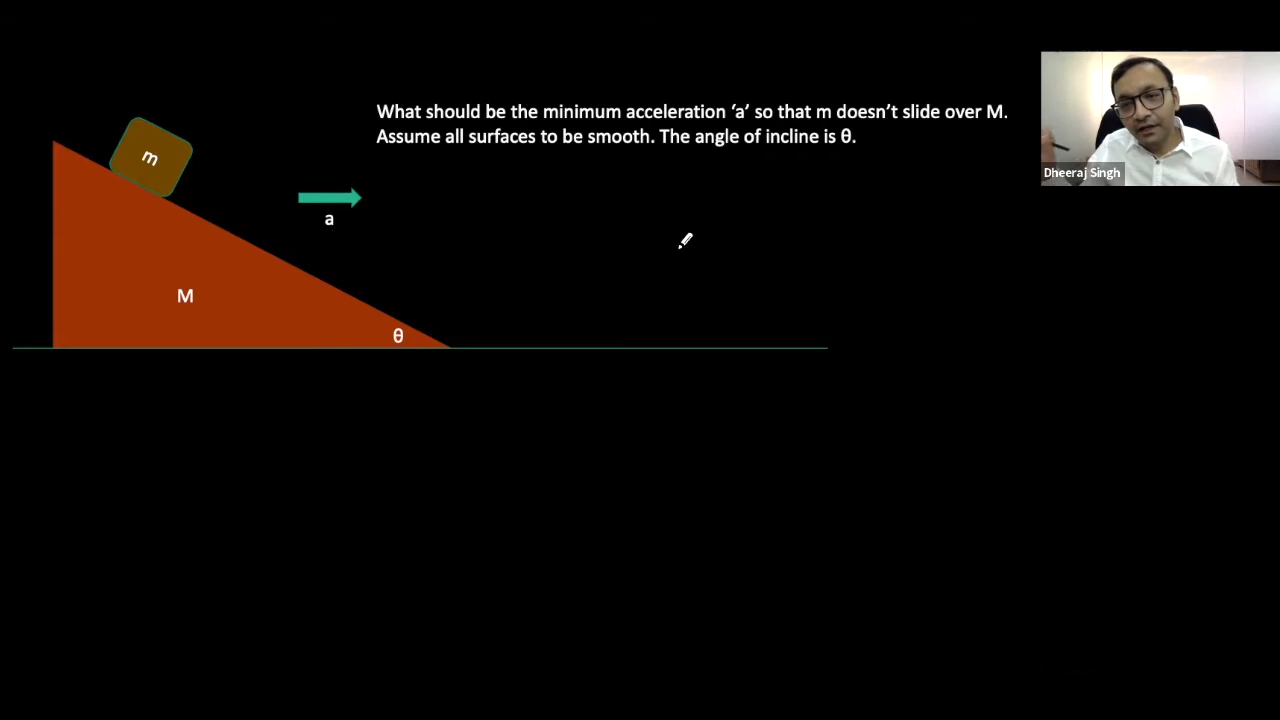 What should be the minimum acceleration ‘a’ so that m doesn’t slide over M.
Assume all surfaces to be smooth. The angle of incline is θ.
m
a
M
θ
Dheeraj Singh